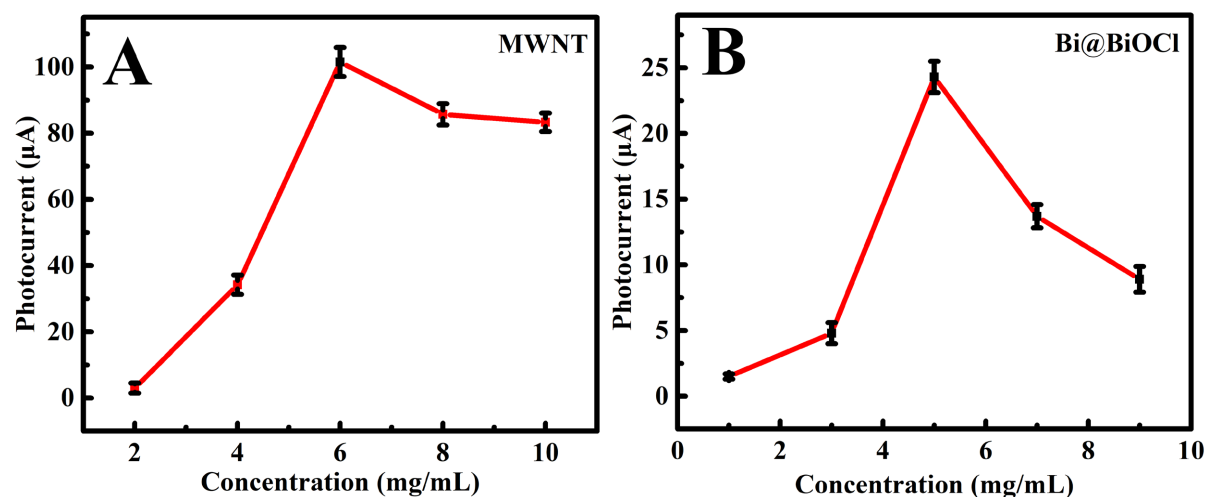 A
MWNT
Photocurrent (μA)
100
80
60
40
20
0
2 4 6 8 10
Concentration (mg/mL)
B
Bi@BiOCl
Photocurrent (μA)
25
20
15
10
5
0
0 2 4 6 8 10
Concentration (mg/mL)